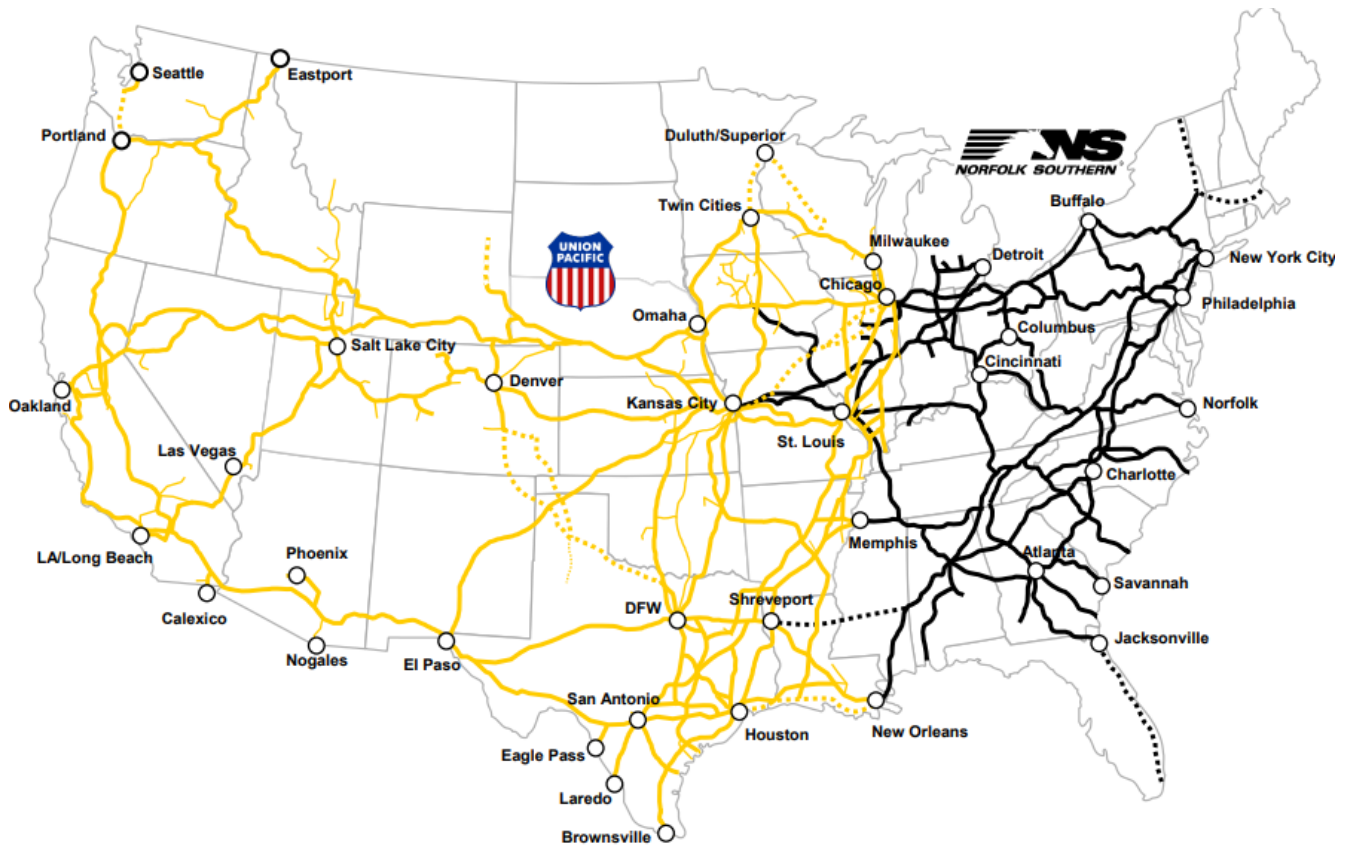 Seattle
Eastport
Portland
Duluth/Superior
NS
NORFOLK SOUTHERN
Twin Cities
Buffalo
UNION
PACIFIC
Milwaukee
Detroit
New York City
Chicago
Philadelphia
Omaha
Columbus
Salt Lake City
Cincinnati
Denver
Oakland
Kansas City
Norfolk
St. Louis
Las Vegas
Charlotte
LA/Long Beach
Phoenix
Memphis
Atlanta
Savannah
Calexico
DFW
Shreveport
Jacksonville
Nogales
El Paso
San Antonio
New Orleans
Houston
Eagle Pass
Laredo
Brownsville